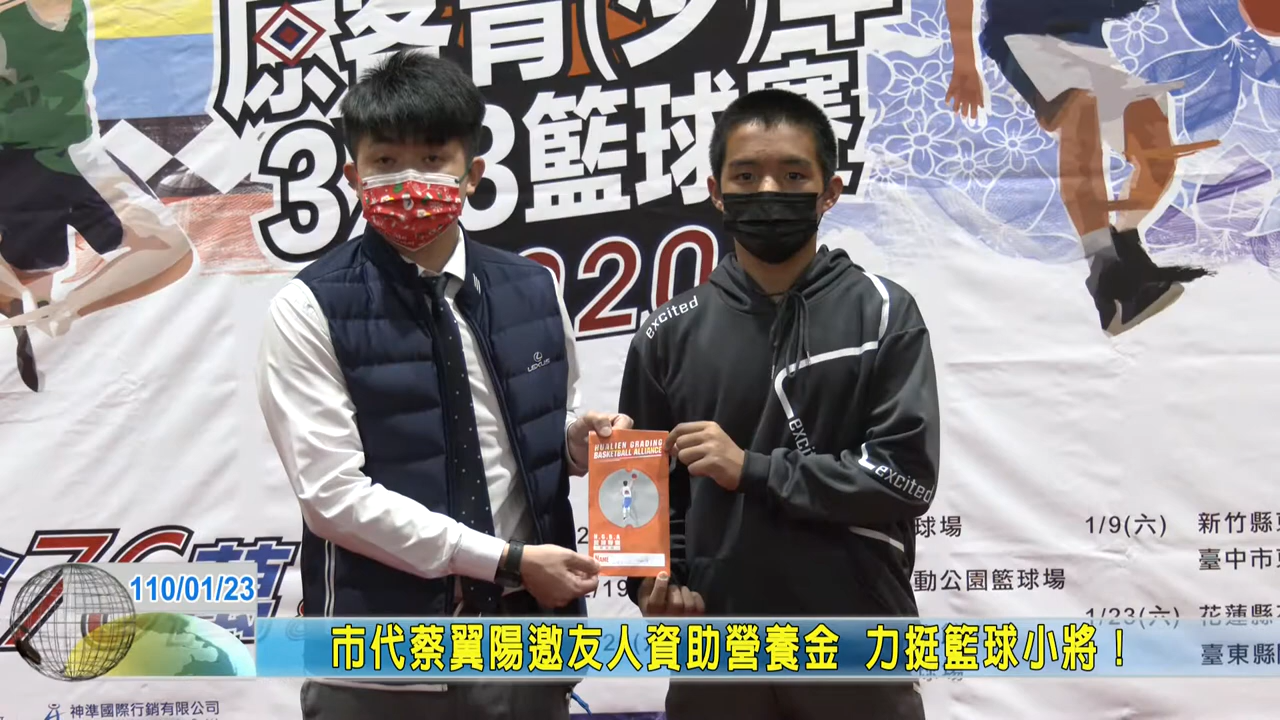 原客青(少)年
3X3籃球賽
2020
excited
excited
excited
LEXUS
HUALIEN GRADING
BASKETBALL ALLIANCE
NAME
球場
1/9(六)
新竹縣
臺中市
動公園籃球場
1/23(六)
花蓮縣
臺東縣
110/01/23
市代蔡翼陽邀友人資助營養金 力挺籃球小將！
神準國際行銷有限公司